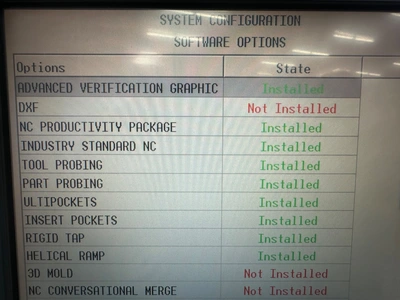 SYSTEM CONFIGURATION
SOFTWARE OPTIONS
Options State
ADVANCED VERIFICATION GRAPHIC Installed
DXF Not Installed
NC PRODUCTIVITY PACKAGE Installed
INDUSTRY STANDARD NC Installed
TOOL PROBING Installed
PART PROBING Installed
ULTIPOCKETS Installed
INSERT POCKETS Installed
RIGID TAP Installed
HELICAL RAMP Installed
3D MOLD Not Installed
NC CONVERSATIONAL MERGE Not Installed